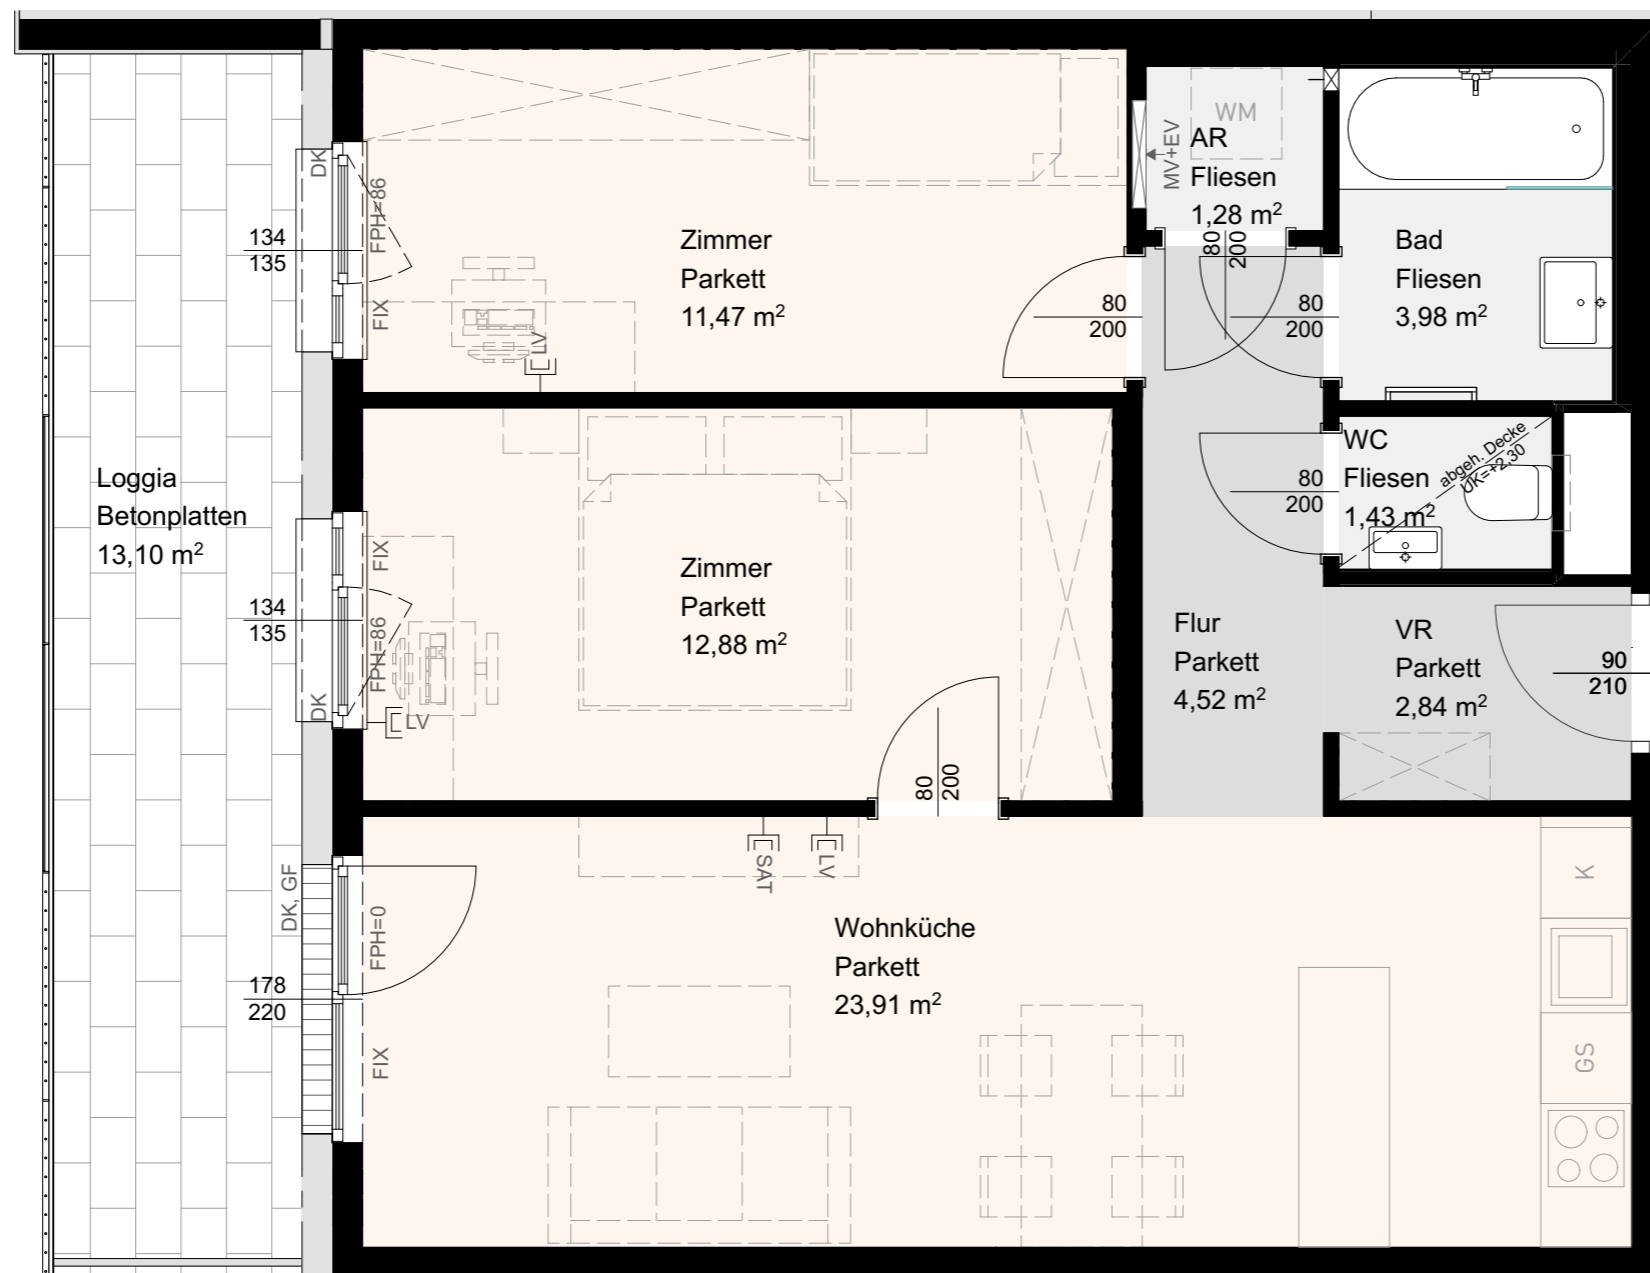 WM
MV+EV
AR
Fliesen
1,28 m²
80
200
DK
FPH=86
134
135
FIX
LV
Zimmer
Parkett
11,47 m²
80
200
80
200
Bad
Fliesen
3,98 m²
WC
Fliesen
1,43 m²
abgeh. Decke
UK=+2,30
80
200
Loggia
Betonplatten
13,10 m²
FIX
134
135
FPH=86
DK
LV
Zimmer
Parkett
12,88 m²
80
200
Flur
Parkett
4,52 m²
VR
Parkett
2,84 m²
90
210
DK, GF
FPH=0
178
220
FIX
SAT
LV
Wohnküche
Parkett
23,91 m²
K
GS